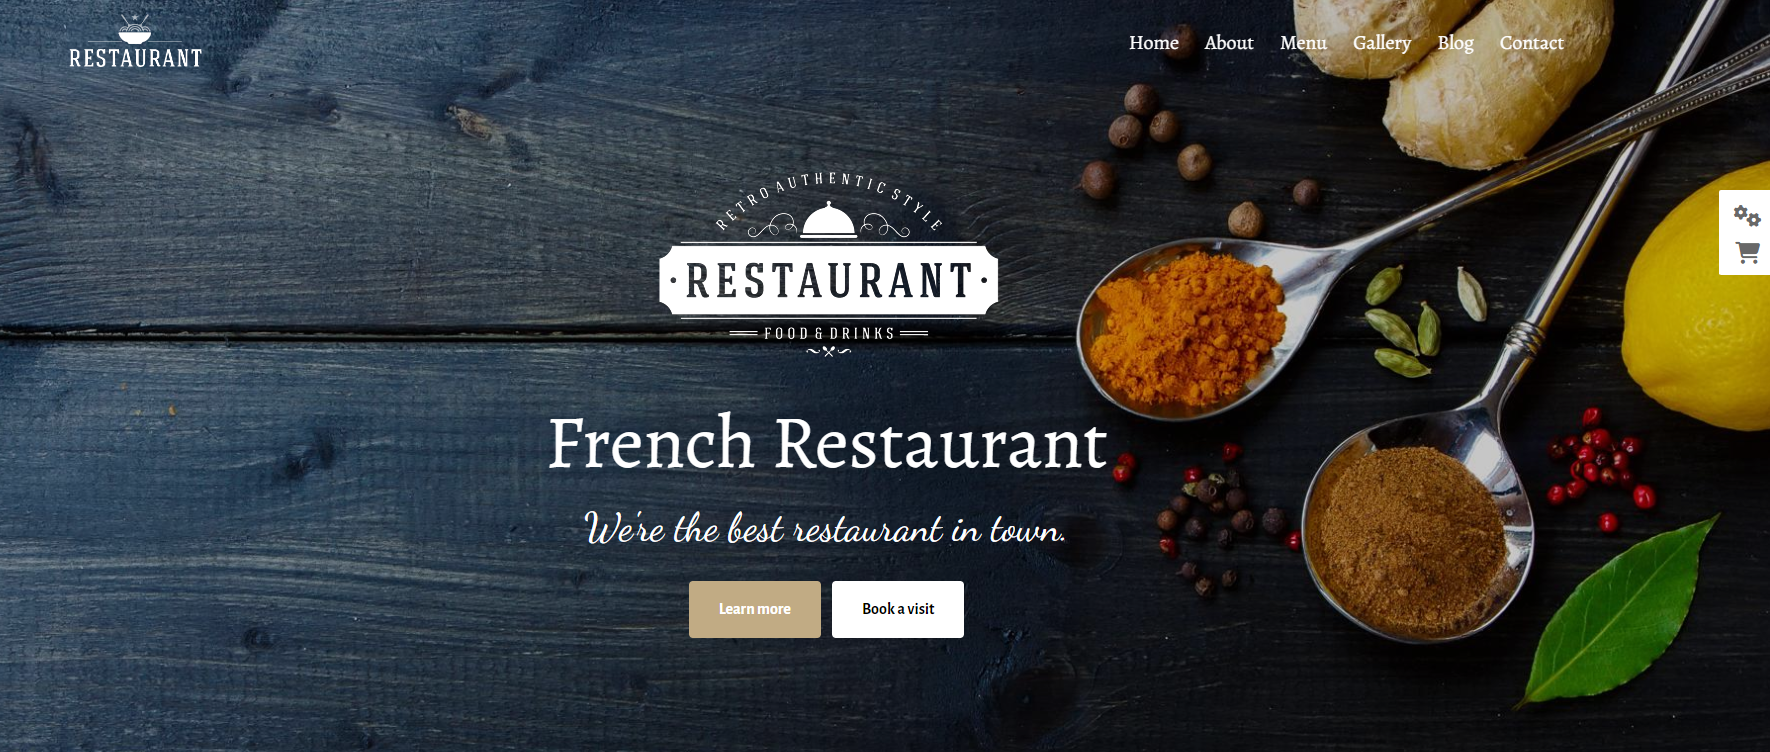 RESTAURANT
Home About Menu Gallery Blog Contact
RETRO AUTHENTIC STYLE
· RESTAURANT ·
FOOD & DRINKS
French Restaurant
We're the best restaurant in town.
Learn more Book a visit